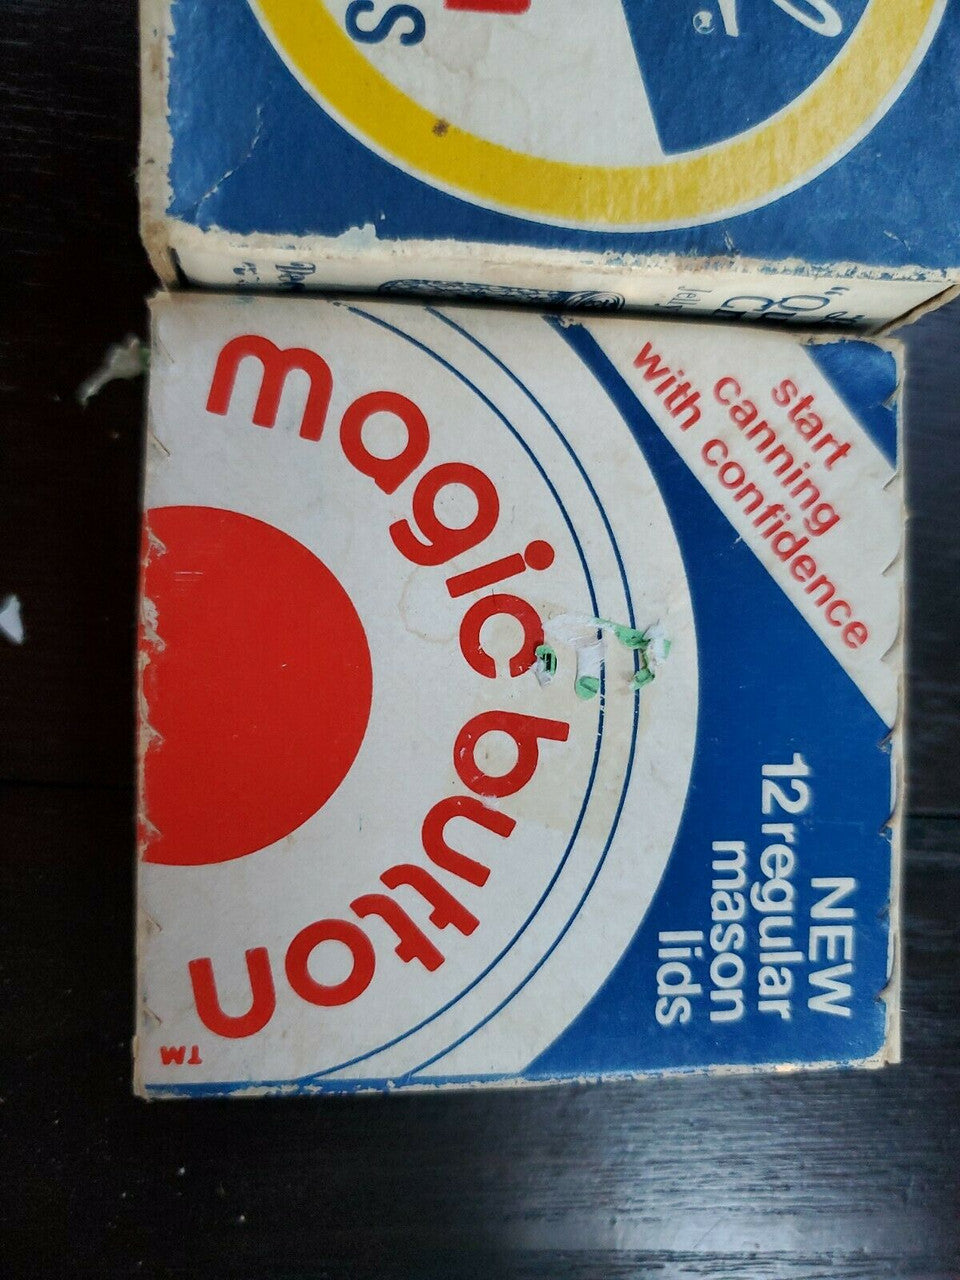 start
canning
with confidence
magic button
TM
NEW
12 regular
mason
lids